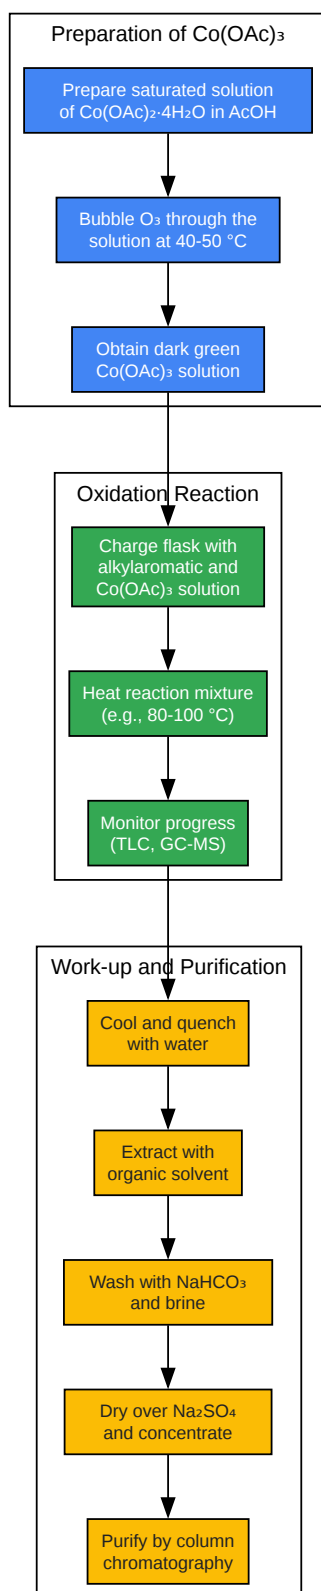 Preparation of Co(OAc)₃
Prepare saturated solution
of Co(OAc)₂·4H₂O in AcOH
Bubble O₃ through the
solution at 40-50 °C
Obtain dark green
Co(OAc)₃ solution
Oxidation Reaction
Charge flask with
alkylaromatic and
Co(OAc)₃ solution
Heat reaction mixture
(e.g., 80-100 °C)
Monitor progress
(TLC, GC-MS)
Work-up and Purification
Cool and quench
with water
Extract with
organic solvent
Wash with NaHCO₃
and brine
Dry over Na₂SO₄
and concentrate
Purify by column
chromatography